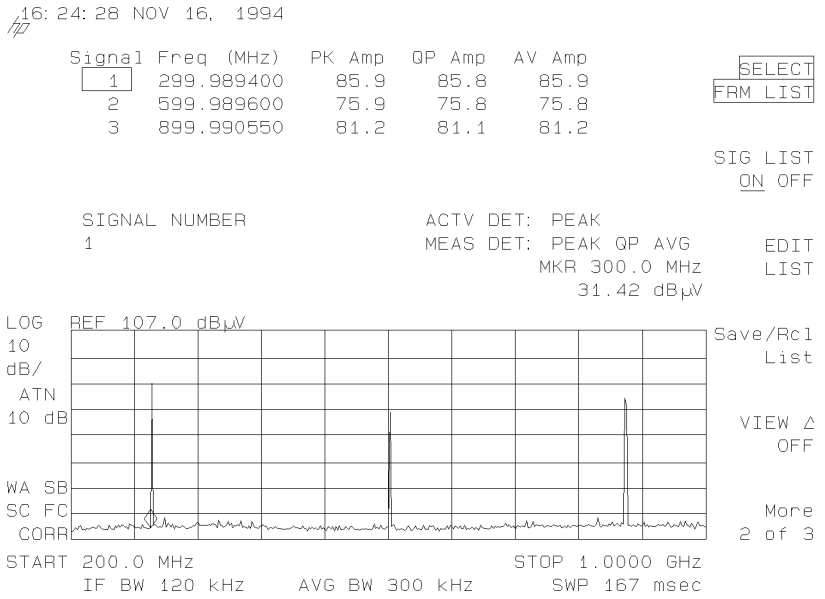 16:24:28 NOV 16, 1994
hp
Signal Freq (MHz) PK Amp QP Amp AV Amp
1 299.989400 85.9 85.8 85.9
2 599.989600 75.9 75.8 75.8
3 899.990550 81.2 81.1 81.2
SELECT
FRM LIST
SIG LIST
ON OFF
SIGNAL NUMBER
1
ACTV DET: PEAK
MEAS DET: PEAK QP AVG
MKR 300.0 MHz
31.42 dBµV
EDIT
LIST
LOG REF 107.0 dBµV
10
dB/
ATN
10 dB
WA SB
SC FC
CORR
Save/Rcl
List
VIEW Δ
OFF
More
2 of 3
START 200.0 MHz STOP 1.0000 GHz
IF BW 120 kHz AVG BW 300 kHz SWP 167 msec